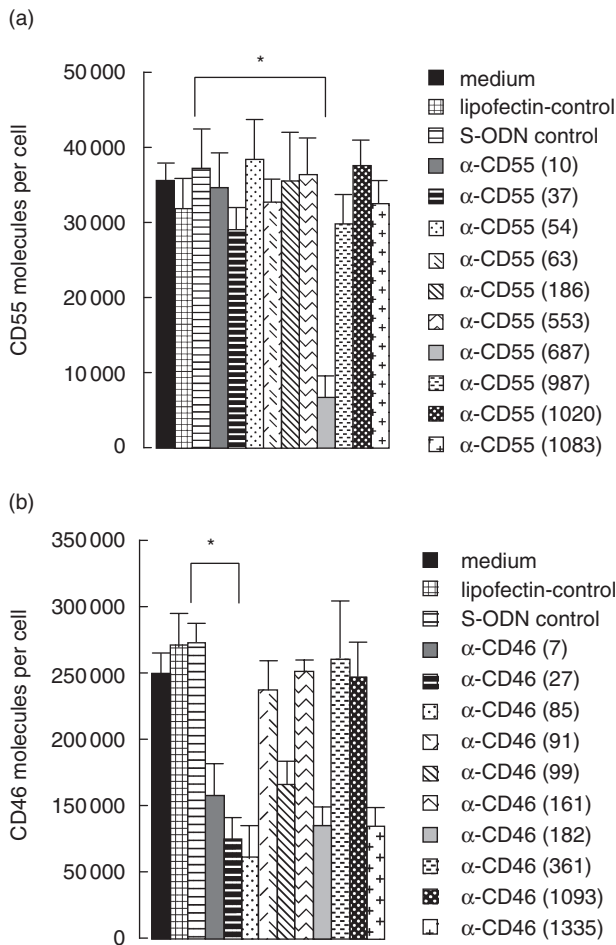 (a)
*
50 000
40 000
30 000
20 000
10 000
0
CD55 molecules per cell
medium
lipofectin-control
S-ODN control
α-CD55 (10)
α-CD55 (37)
α-CD55 (54)
α-CD55 (63)
α-CD55 (186)
α-CD55 (553)
α-CD55 (687)
α-CD55 (987)
α-CD55 (1020)
α-CD55 (1083)
(b)
*
350 000
300 000
250 000
200 000
150 000
50 000
0
CD46 molecules per cell
medium
lipofectin-control
S-ODN control
α-CD46 (7)
α-CD46 (27)
α-CD46 (85)
α-CD46 (91)
α-CD46 (99)
α-CD46 (161)
α-CD46 (182)
α-CD46 (361)
α-CD46 (1093)
α-CD46 (1335)